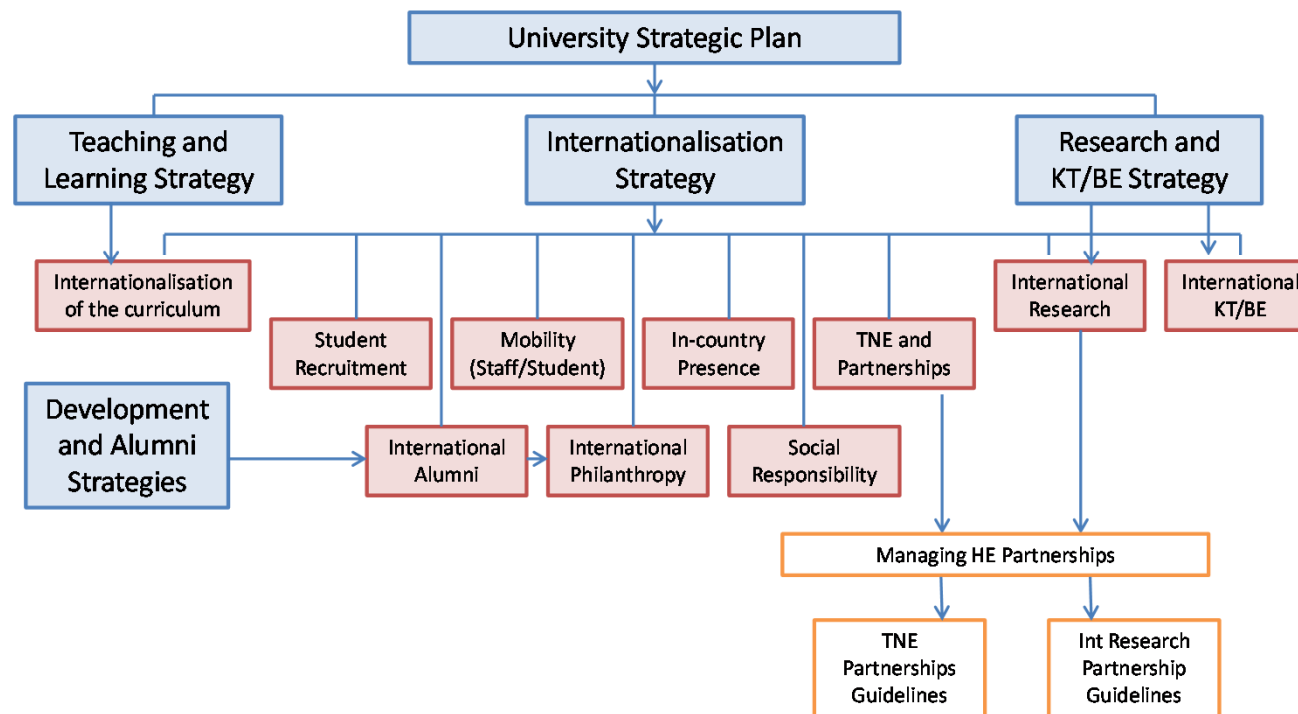 University Strategic Plan
Teaching and
Learning Strategy
Internationalisation
Strategy
Research and
KT/BE Strategy
Internationalisation
of the curriculum
International
Research
International
KT/BE
Student
Recruitment
Mobility
(Staff/Student)
In-country
Presence
TNE and
Partnerships
Development
and Alumni
Strategies
International
Alumni
International
Philanthropy
Social
Responsibility
Managing HE Partnerships
TNE
Partnerships
Guidelines
Int Research
Partnership
Guidelines